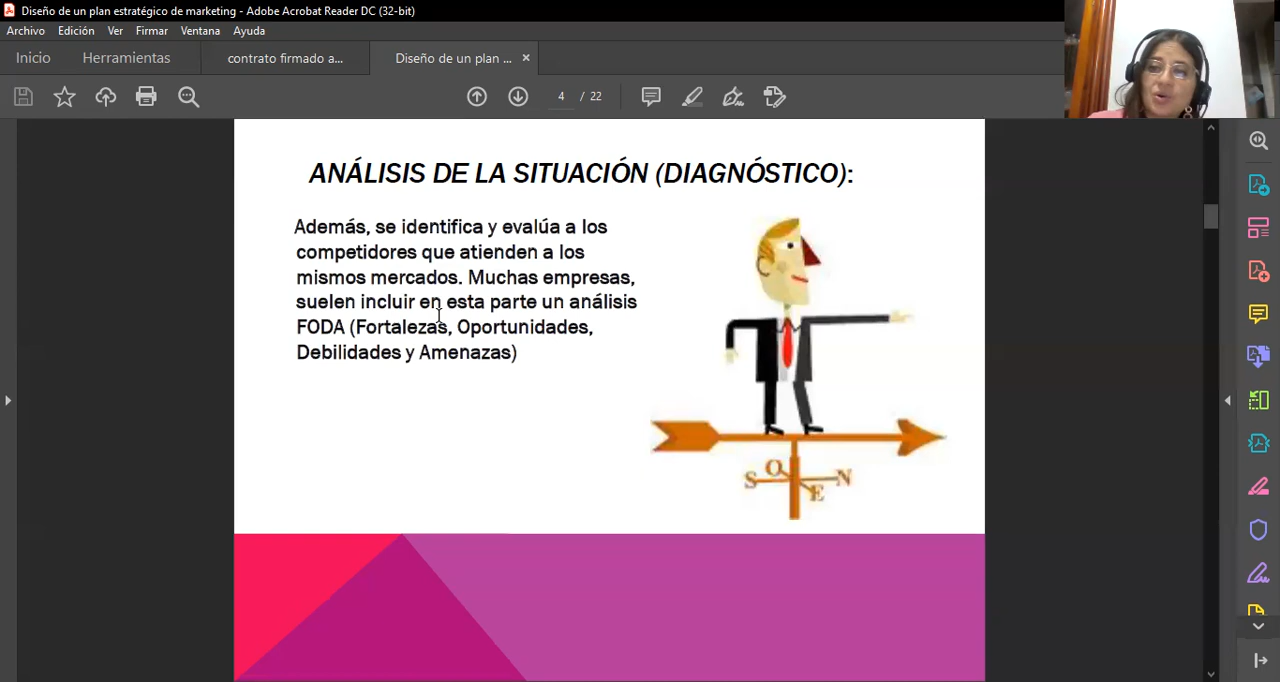 Diseño de un plan estratégico de marketing - Adobe Acrobat Reader DC (32-bit)
Archivo Edición Ver Firmar Ventana Ayuda
Inicio Herramientas contrato firmado a... Diseño de un plan ... ×
4 / 22
ANÁLISIS DE LA SITUACIÓN (DIAGNÓSTICO):
Además, se identifica y evalúa a los
competidores que atienden a los
mismos mercados. Muchas empresas,
suelen incluir en esta parte un análisis
FODA (Fortalezas, Oportunidades,
Debilidades y Amenazas)
S O E N